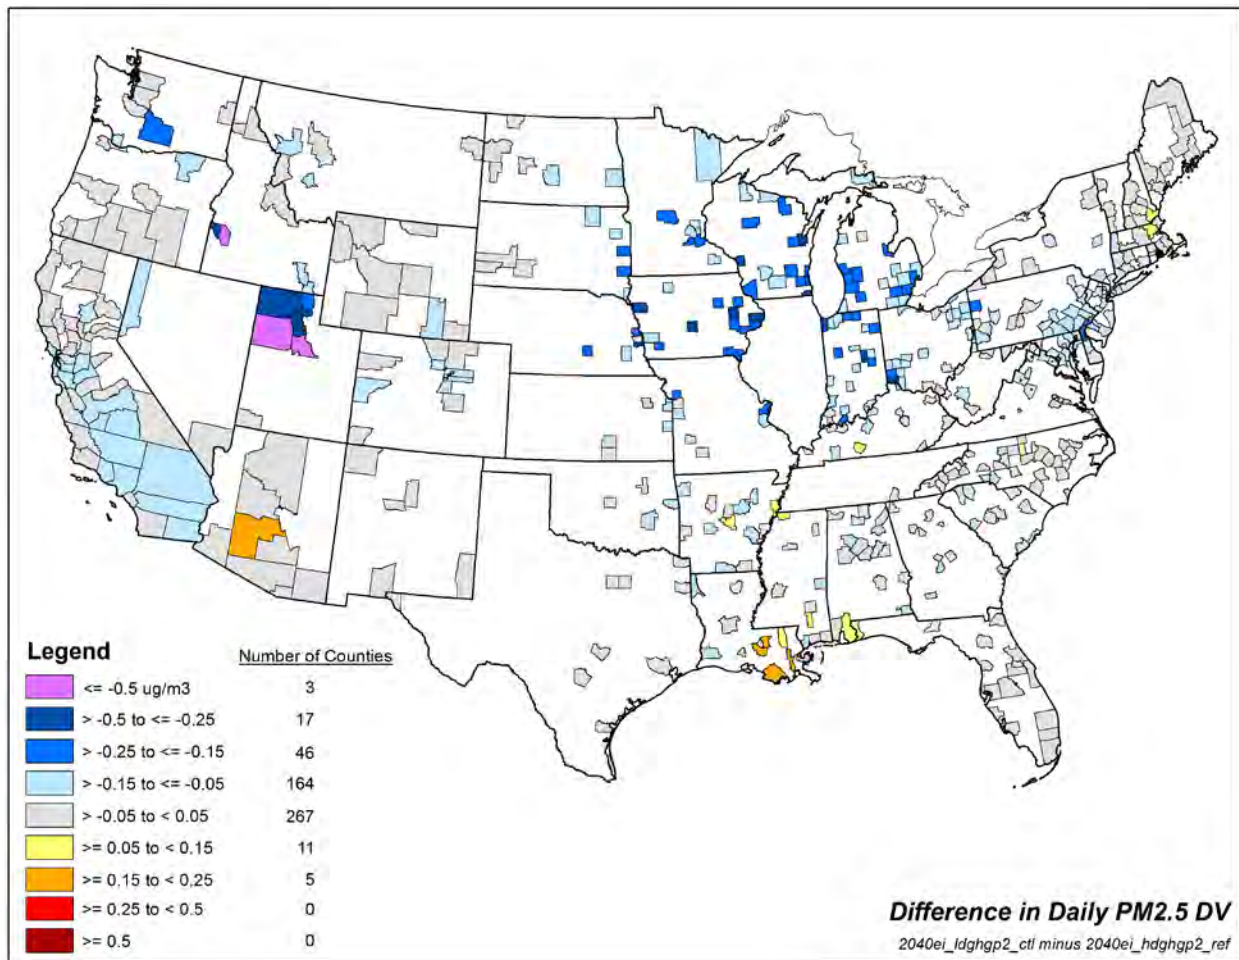 Legend
Number of Counties
<= -0.5 ug/m3 3
> -0.5 to <= -0.25 17
> -0.25 to <= -0.15 46
> -0.15 to <= -0.05 164
> -0.05 to < 0.05 267
>= 0.05 to < 0.15 11
>= 0.15 to < 0.25 5
>= 0.25 to < 0.5 0
>= 0.5 0
Difference in Daily PM2.5 DV
2040ei_ldghgp2_ctl minus 2040ei_hdghgp2_ref